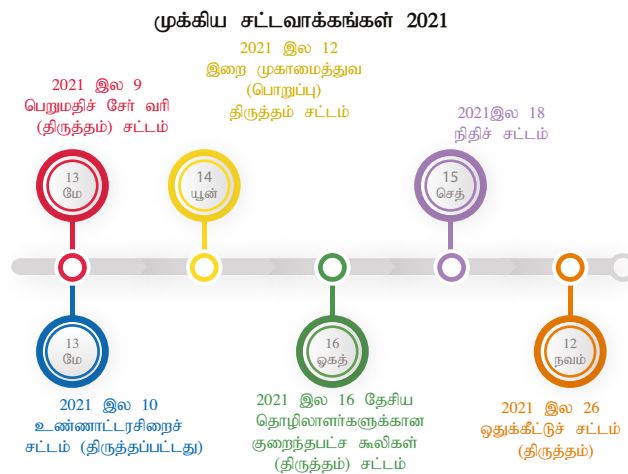 முக்கிய சட்டவாக்கங்கள் 2021
2021 இல 9
பெறுமதிச் சேர் வரி
(திருத்தம்) சட்டம்
13
மே
2021 இல 10
உண்ணாட்டரசிறைச்
சட்டம் (திருத்தப்பட்டது)
13
மே
2021 இல 12
இறை முகாமைத்துவ
(பொறுப்பு)
திருத்தம் சட்டம்
14
யூன்
2021 இல 16 தேசிய
தொழிலாளர்களுக்கான
குறைந்தபட்ச கூலிகள்
(திருத்தம்) சட்டம்
16
ஒகத்
2021இல 18
நிதிச் சட்டம்
15
செத்
2021 இல 26
ஒதுக்கீட்டுச் சட்டம்
(திருத்தம்)
12
நவம்